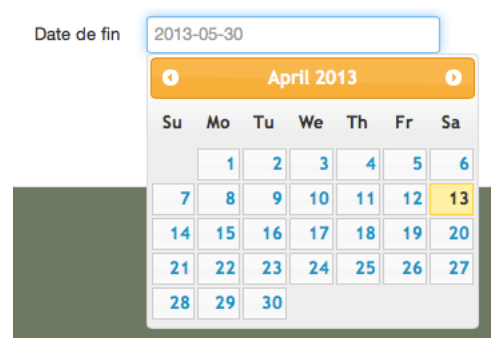 Date de fin 2013-05-30
April 2013
Su Mo Tu We Th Fr Sa
1 2 3 4 5 6
7 8 9 10 11 12 13
14 15 16 17 18 19 20
21 22 23 24 25 26 27
28 29 30